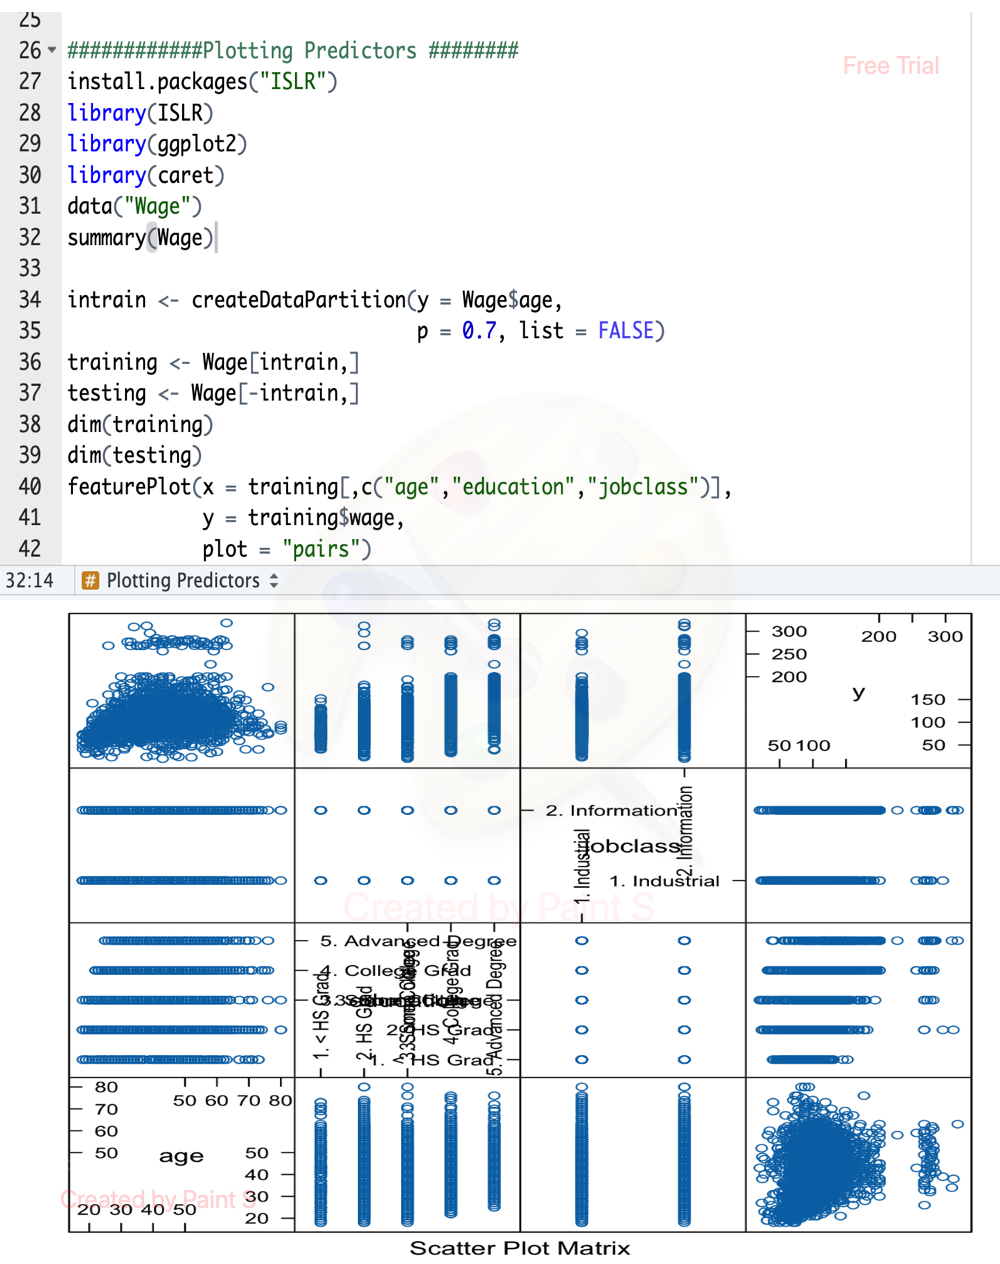 25
26 ############Plotting Predictors ########
Free Trial
27 install.packages("ISLR")
28 library(ISLR)
29 library(ggplot2)
30 library(caret)
31 data("Wage")
32 summary(Wage)
33
34 intrain <- createDataPartition(y = Wage$age,
35 p = 0.7, list = FALSE)
36 training <- Wage[intrain,]
37 testing <- Wage[-intrain,]
38 dim(training)
39 dim(testing)
40 featurePlot(x = training[,c("age","education","jobclass")],
41 y = training$wage,
42 plot = "pairs")
32:14 # Plotting Predictors
300 200 300
250
200
y
150
100
50 100 50
2. Information
1. Industrial
2. Information
jobclass
1. Industrial
Created by Paint S
5. Advanced Degree
4. College Grad
2. HS Grad
1. < HS Grad
1. < HS Grad
2. HS Grad
4. College Grad
5. Advanced Degree
80
50 60 70 80
70
60
50 50
age
40
Created by Paint S
30
20 30 40 50
20
Scatter Plot Matrix